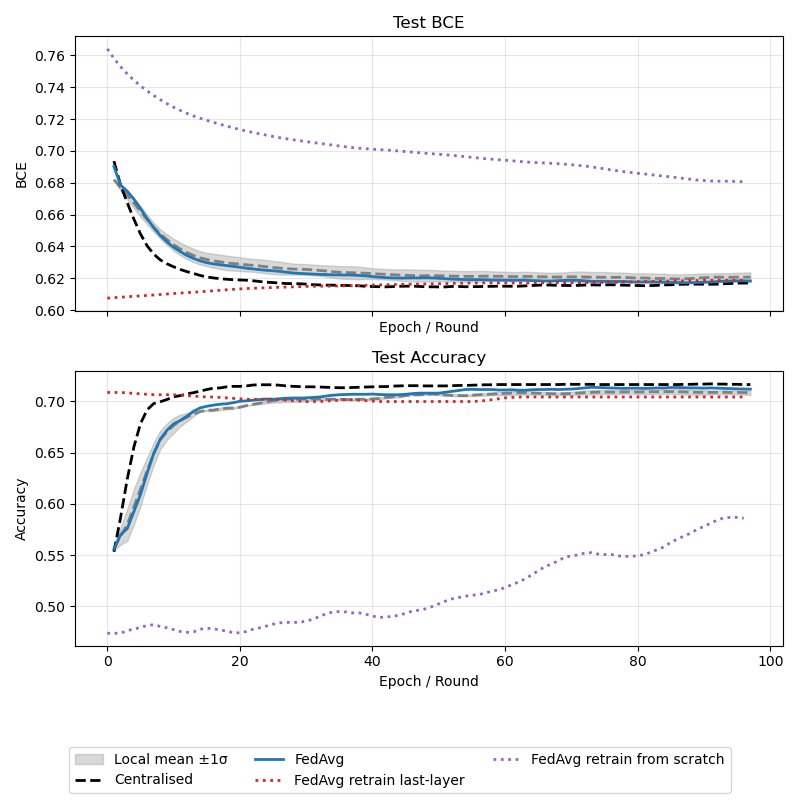 Test BCE
0.76
0.74
0.72
0.70
0.68
0.66
0.64
0.62
0.60
BCE
Epoch / Round
Test Accuracy
0.70
0.65
0.60
0.55
0.50
Accuracy
0 20 40 60 80 100
Epoch / Round
Local mean ±1σ FedAvg FedAvg retrain from scratch
Centralised FedAvg retrain last-layer